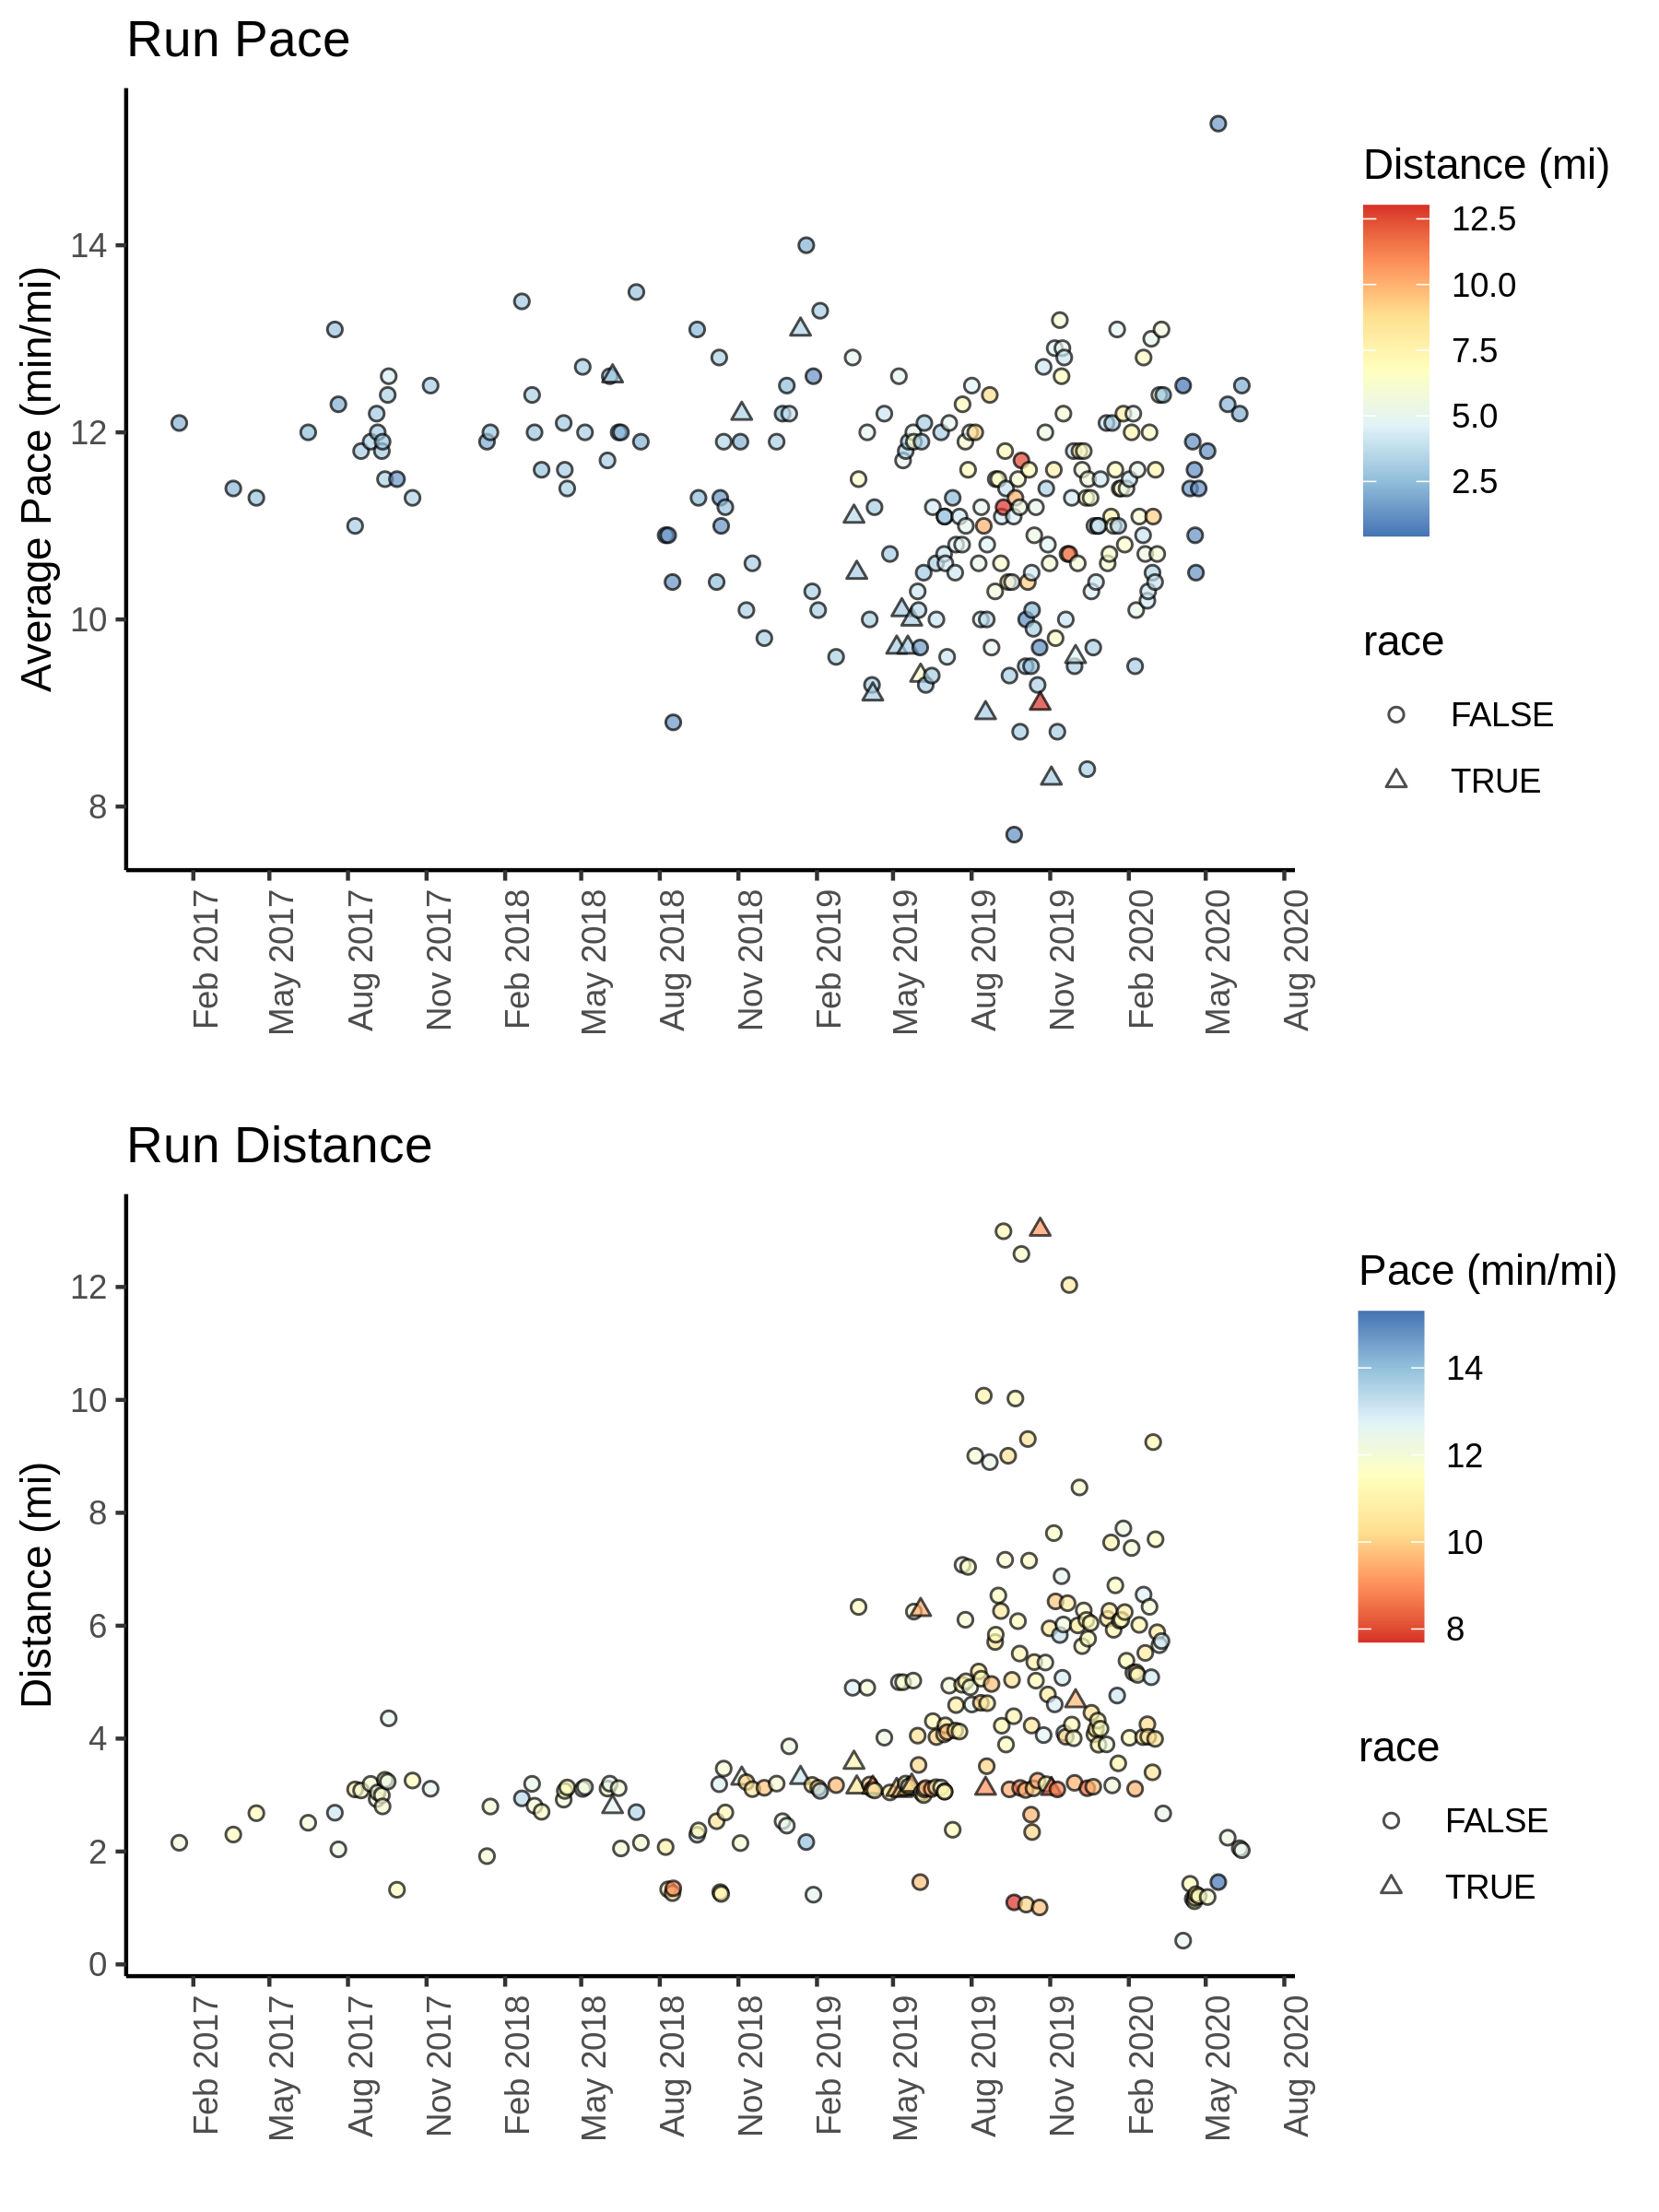 Run Pace
Average Pace (min/mi)
14
12
10
8
Feb 2017
May 2017
Aug 2017
Nov 2017
Feb 2018
May 2018
Aug 2018
Nov 2018
Feb 2019
May 2019
Aug 2019
Nov 2019
Feb 2020
May 2020
Aug 2020
Distance (mi)
12.5
10.0
7.5
5.0
2.5
race
FALSE
TRUE
Run Distance
Distance (mi)
12
10
8
6
4
2
0
Feb 2017
May 2017
Aug 2017
Nov 2017
Feb 2018
May 2018
Aug 2018
Nov 2018
Feb 2019
May 2019
Aug 2019
Nov 2019
Feb 2020
May 2020
Aug 2020
Pace (min/mi)
14
12
10
8
race
FALSE
TRUE